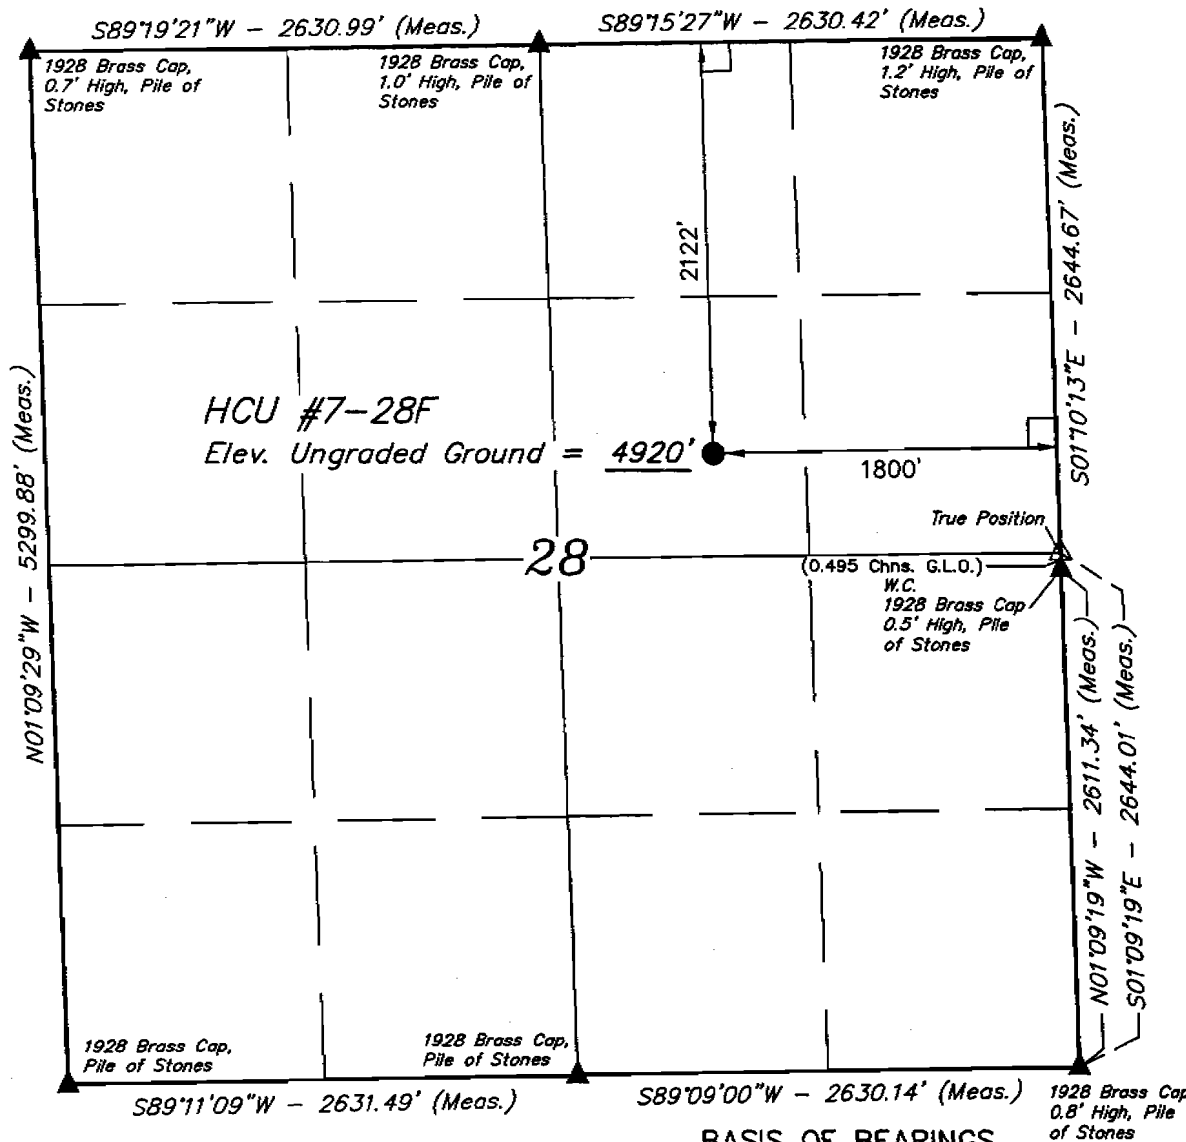 S89°19'21"W - 2630.99' (Meas.)
S89°15'27"W - 2630.42' (Meas.)
1928 Brass Cap,
0.7' High, Pile of
Stones
1928 Brass Cap,
1.0' High, Pile of
Stones
1928 Brass Cap,
1.2' High, Pile of
Stones
S01°10'13"E - 2644.67' (Meas.)
2122'
N01°09'29"W - 5299.88' (Meas.)
HCU #7-28F
Elev. Ungraded Ground = 4920'
1800'
True Position
28
(0.495 Chns. G.L.O.)
W.C.
1928 Brass Cap
0.5' High, Pile
of Stones
N01°09'19"W - 2611.34' (Meas.)
S01°09'19"E - 2644.01' (Meas.)
1928 Brass Cap,
Pile of Stones
1928 Brass Cap,
Pile of Stones
S89°11'09"W - 2631.49' (Meas.)
S89°09'00"W - 2630.14' (Meas.)
1928 Brass Cap
0.8' High, Pile
of Stones
BASIS OF BEARINGS